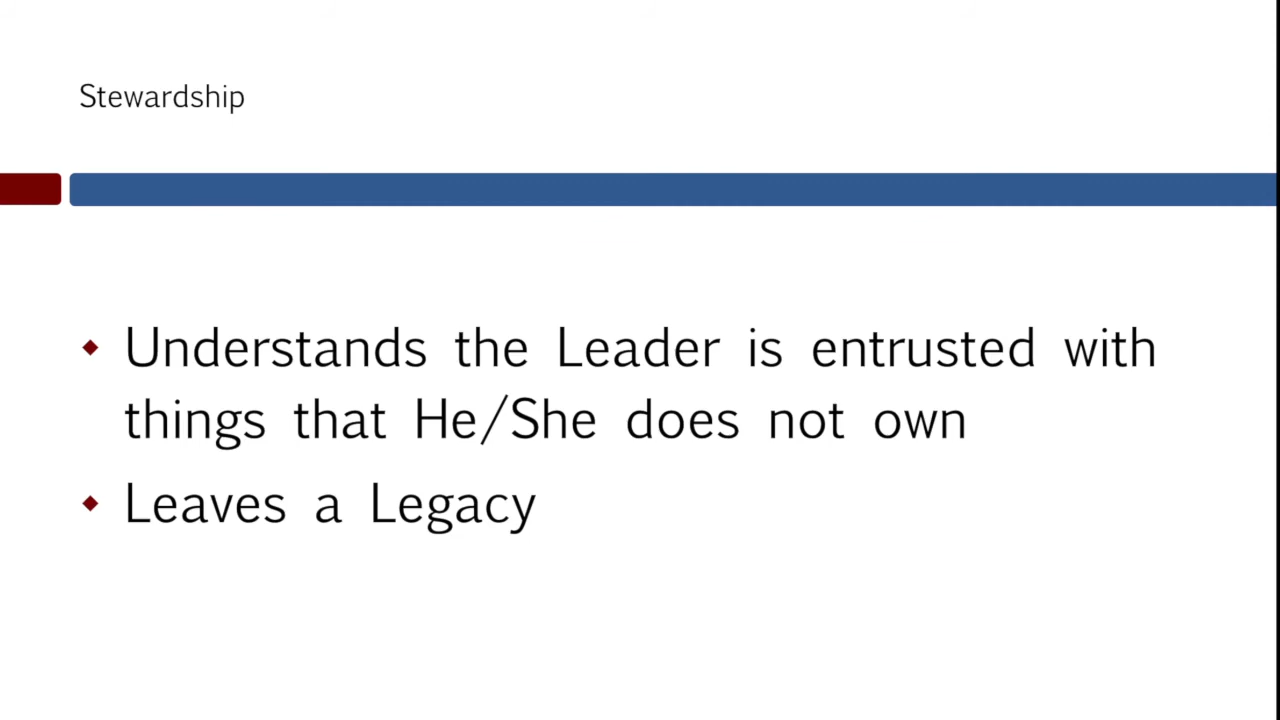 Stewardship
Understands the Leader is entrusted with
things that He/She does not own
Leaves a Legacy